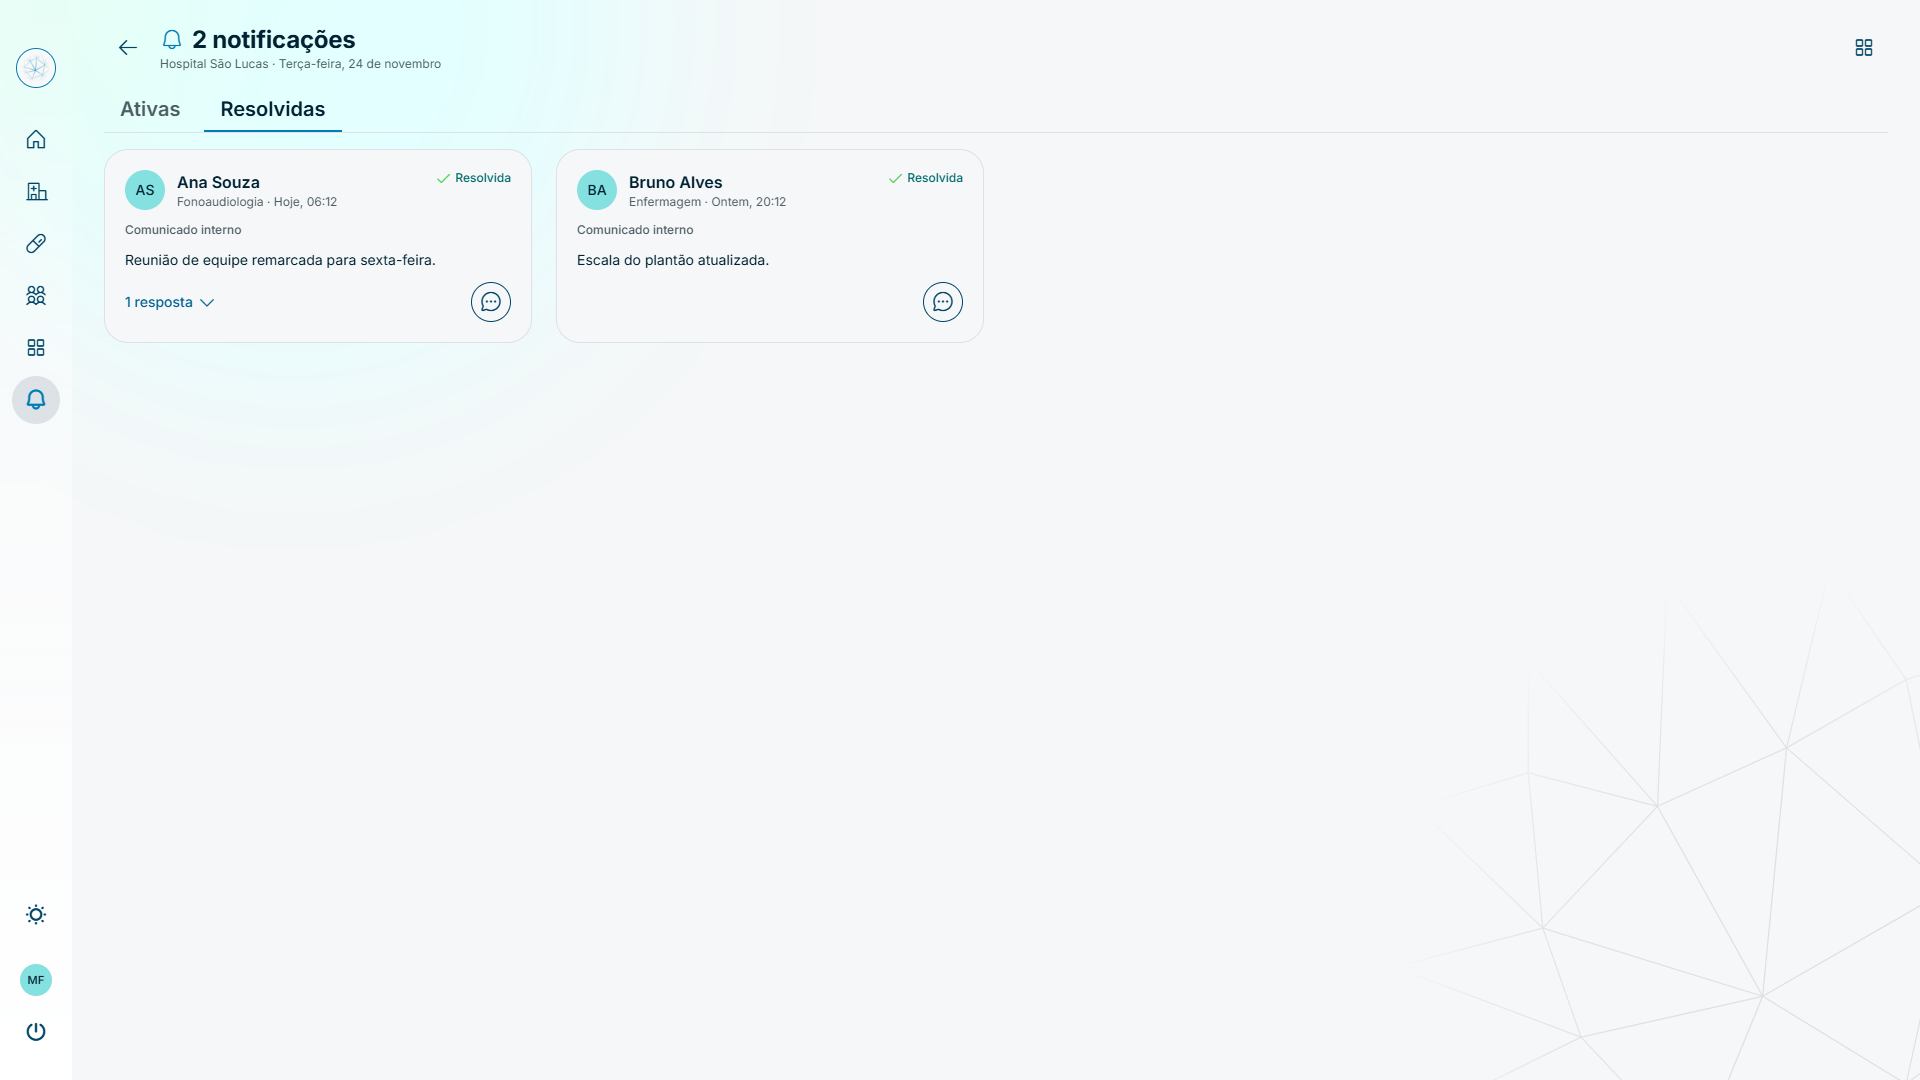 2 notificações
Hospital São Lucas · Terça-feira, 24 de novembro
Ativas
Resolvidas
AS
Ana Souza
Fonoaudiologia · Hoje, 06:12
Resolvida
Comunicado interno
Reunião de equipe remarcada para sexta-feira.
1 resposta
BA
Bruno Alves
Enfermagem · Ontem, 20:12
Resolvida
Comunicado interno
Escala do plantão atualizada.
MF